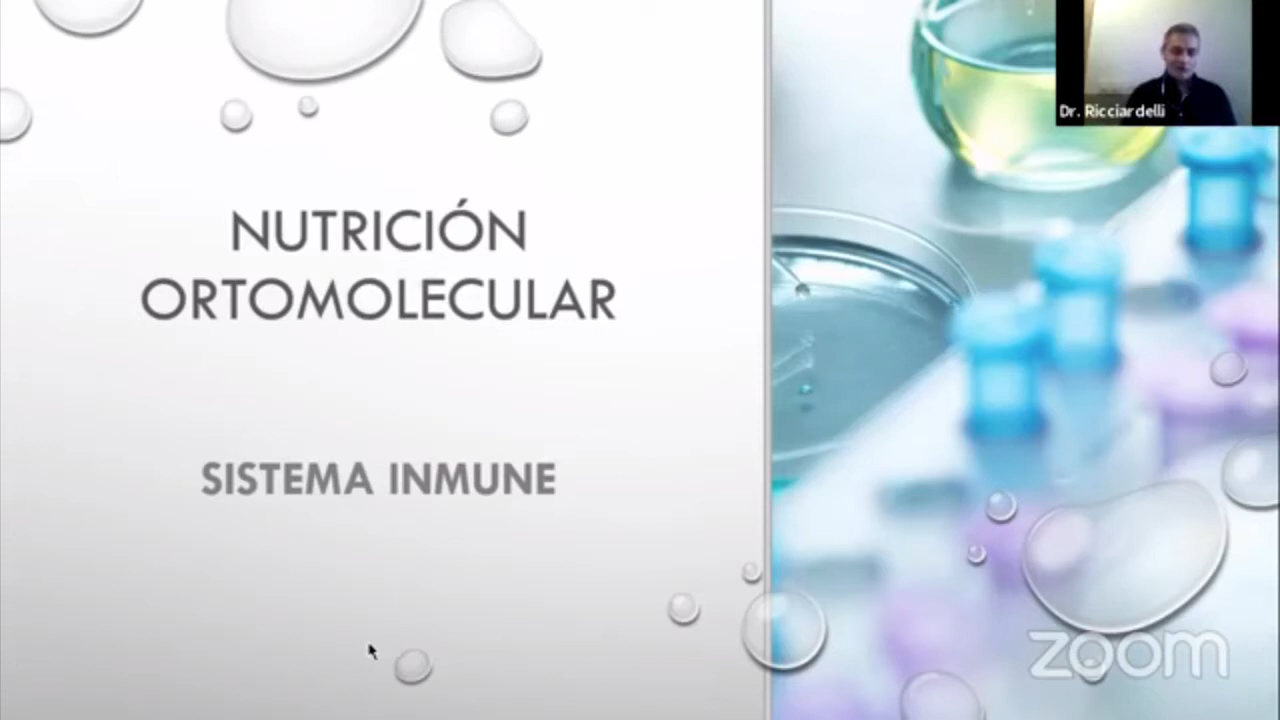 NUTRICIÓN
ORTOMOLECULAR
SISTEMA INMUNE
Dr. Ricciardelli
zoom